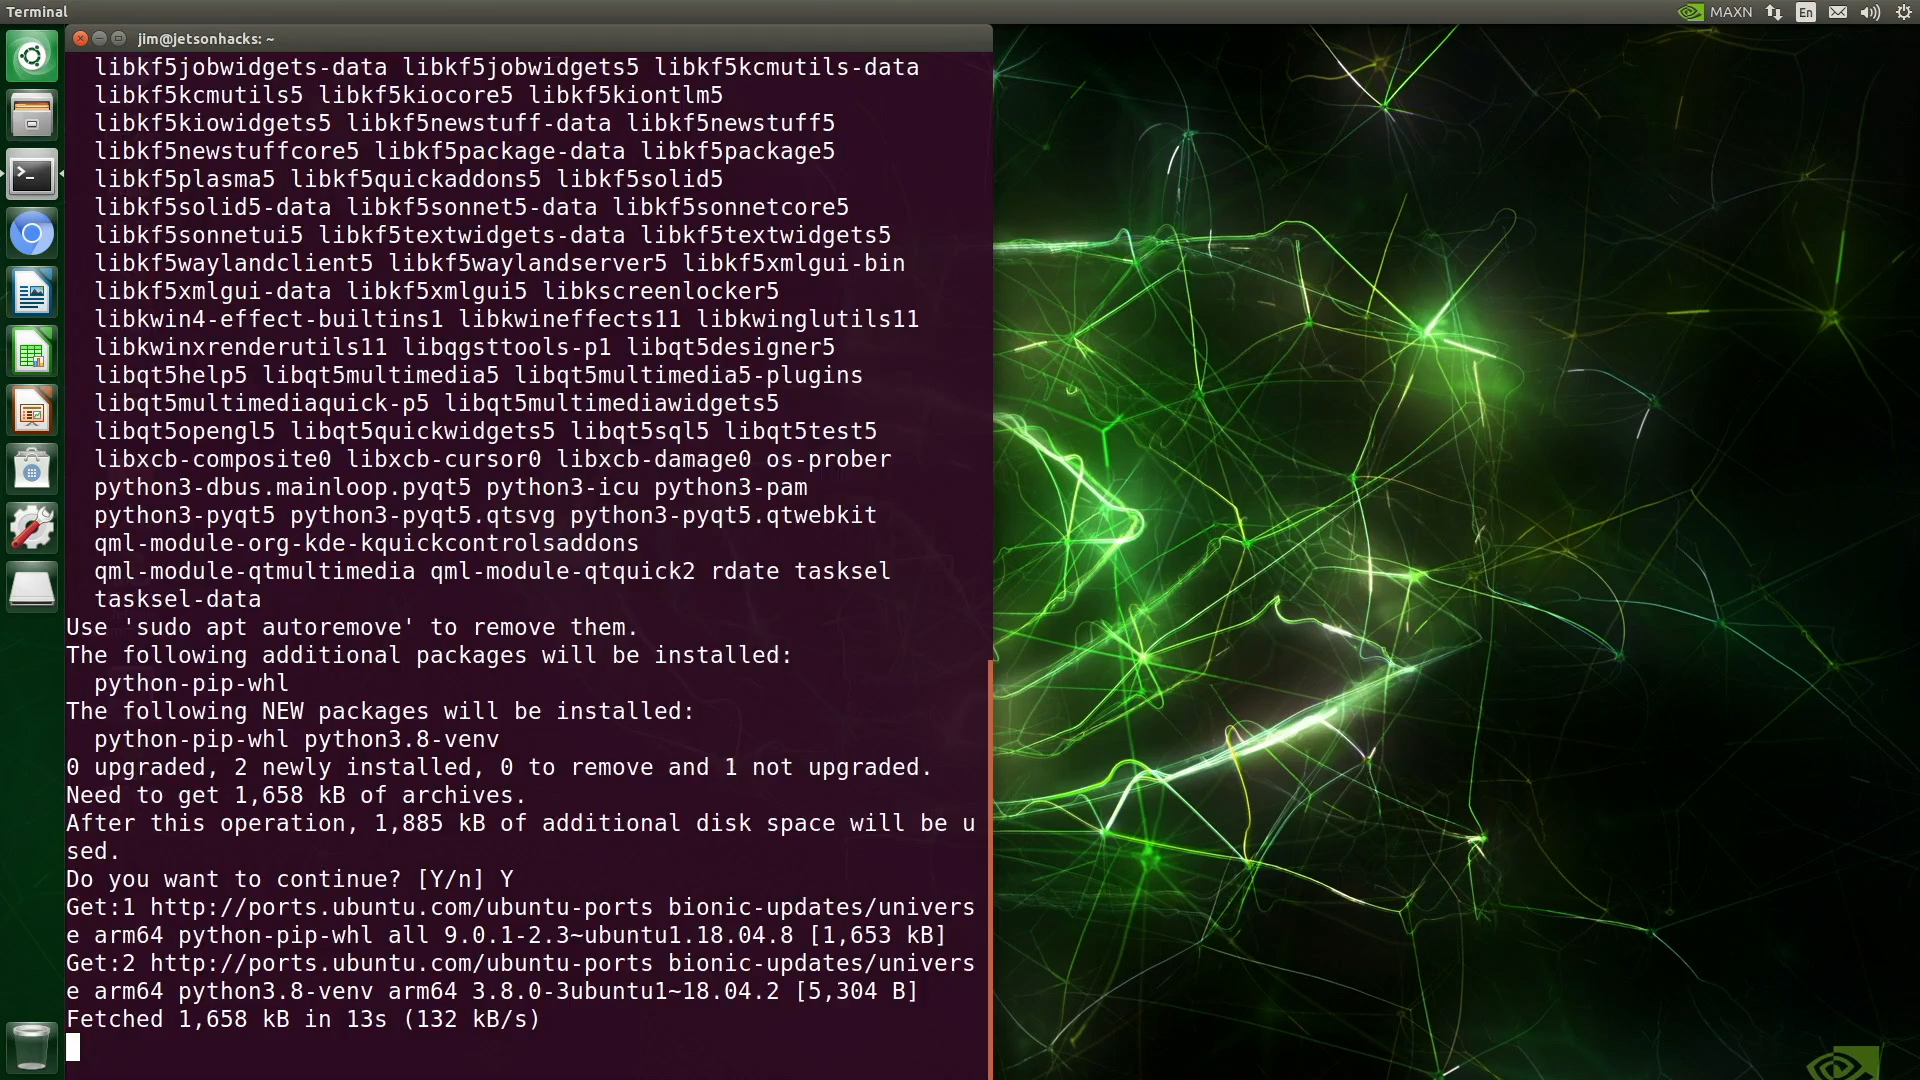 Terminal
MAXN
En
jim@jetsonhacks: ~
libkf5jobwidgets-data libkf5jobwidgets5 libkf5kcmutils-data
libkf5kcmutils5 libkf5kiocore5 libkf5kiontlm5
libkf5kiowidgets5 libkf5newstuff-data libkf5newstuff5
libkf5newstuffcore5 libkf5package-data libkf5package5
libkf5plasma5 libkf5quickaddons5 libkf5solid5
libkf5solid5-data libkf5sonnet5-data libkf5sonnetcore5
libkf5sonnetui5 libkf5textwidgets-data libkf5textwidgets5
libkf5waylandclient5 libkf5waylandserver5 libkf5xmlgui-bin
libkf5xmlgui-data libkf5xmlgui5 libkscreenlocker5
libkwin4-effect-builtins1 libkwineffects11 libkwinglutils11
libkwinxrenderutils11 libqgsttools-p1 libqt5designer5
libqt5help5 libqt5multimedia5 libqt5multimedia5-plugins
libqt5multimediaquick-p5 libqt5multimediawidgets5
libqt5opengl5 libqt5quickwidgets5 libqt5sql5 libqt5test5
libxcb-composite0 libxcb-cursor0 libxcb-damage0 os-prober
python3-dbus.mainloop.pyqt5 python3-icu python3-pam
python3-pyqt5 python3-pyqt5.qtsvg python3-pyqt5.qtwebkit
qml-module-org-kde-kquickcontrolsaddons
qml-module-qtmultimedia qml-module-qtquick2 rdate tasksel
tasksel-data
Use 'sudo apt autoremove' to remove them.
The following additional packages will be installed:
python-pip-whl
The following NEW packages will be installed:
python-pip-whl python3.8-venv
0 upgraded, 2 newly installed, 0 to remove and 1 not upgraded.
Need to get 1,658 kB of archives.
After this operation, 1,885 kB of additional disk space will be u
sed.
Do you want to continue? [Y/n] Y
Get:1 http://ports.ubuntu.com/ubuntu-ports bionic-updates/univers
e arm64 python-pip-whl all 9.0.1-2.3~ubuntu1.18.04.8 [1,653 kB]
Get:2 http://ports.ubuntu.com/ubuntu-ports bionic-updates/univers
e arm64 python3.8-venv arm64 3.8.0-3ubuntu1~18.04.2 [5,304 B]
Fetched 1,658 kB in 13s (132 kB/s)